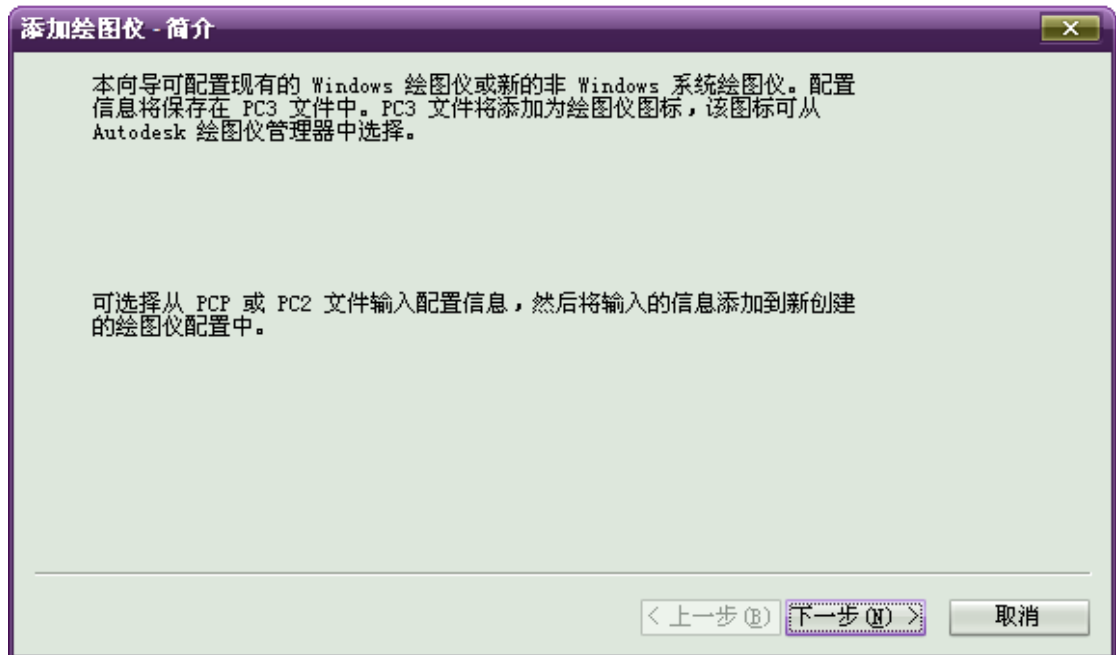 添加绘图仪 - 简介
本向导可配置现有的 Windows 绘图仪或新的非 Windows 系统绘图仪。配置
信息将保存在 PC3 文件中。PC3 文件将添加为绘图仪图标，该图标可从
Autodesk 绘图仪管理器中选择。
可选择从 PCP 或 PC2 文件输入配置信息，然后将输入的信息添加到新创建
的绘图仪配置中。
< 上一步(B) 下一步(N) > 取消